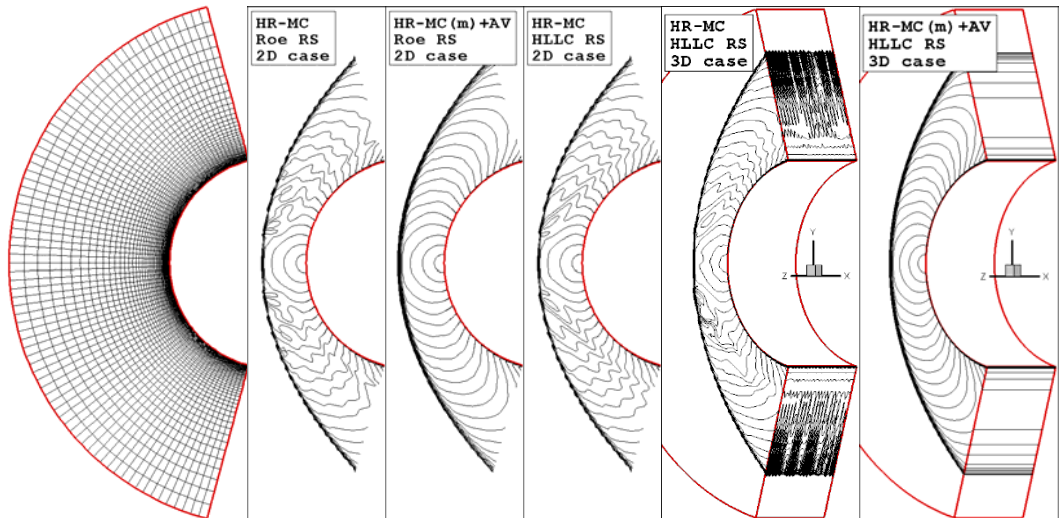 HR-MC
Roe RS
2D case
HR-MC(m)+AV
Roe RS
2D case
HR-MC
HLLC RS
2D case
HR-MC
HLLC RS
3D case
HR-MC(m)+AV
HLLC RS
3D case
Y
Z
X
Y
Z
X